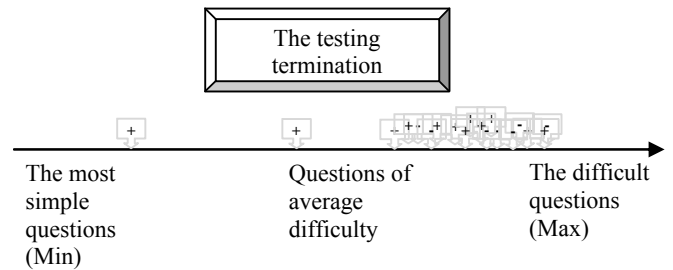 The testing
termination
+
+
The most
simple
questions
(Min)
Questions of
average
difficulty
The difficult
questions
(Max)